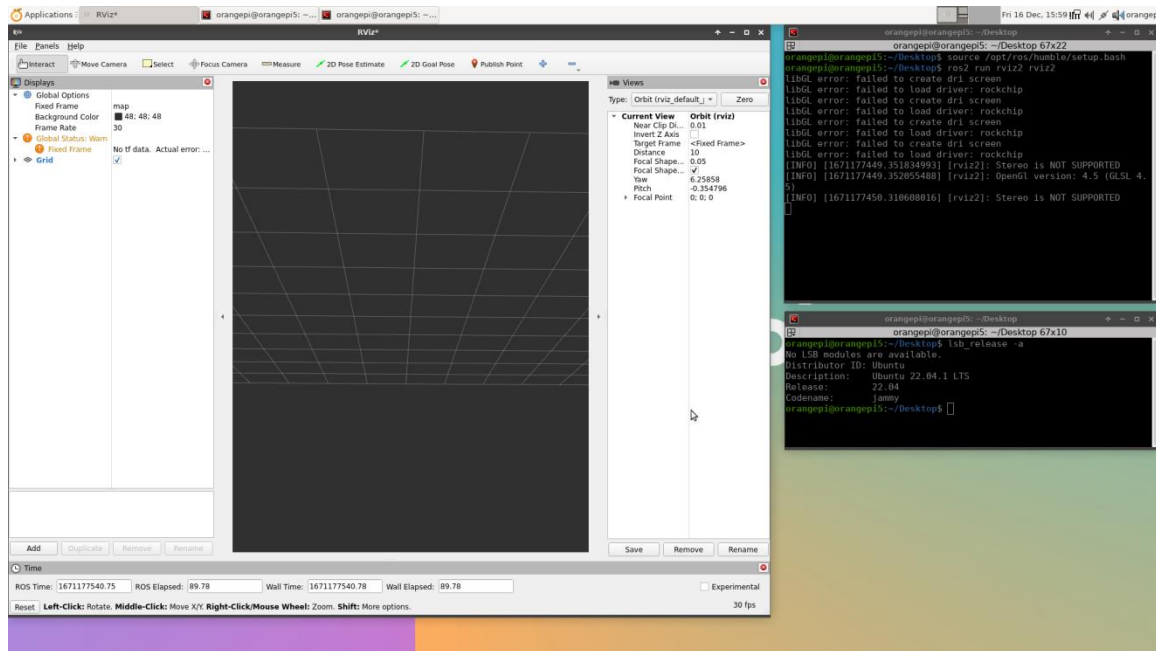 Applications
RViz*
orangepi@orangepi5: ~...
orangepi@orangepi5: ~...
Fri 16 Dec, 15:59
orangep
RViz*
File Panels Help
Interact Move Camera Select Focus Camera Measure 2D Pose Estimate 2D Goal Pose Publish Point
Displays
Global Options
Fixed Frame map
Background Color 48; 48; 48
Frame Rate 30
Global Status: Warn
Fixed Frame No tf data. Actual error: ...
Grid
Add Duplicate Remove Rename
Views
Type: Orbit (rviz_default_ Zero
Current View Orbit (rviz)
Near Clip Di... 0.01
Invert Z Axis
Target Frame <Fixed Frame>
Distance 10
Focal Shape... 0.05
Focal Shape...
Yaw 6.25858
Pitch -0.354796
Focal Point 0; 0; 0
Save Remove Rename
Time
ROS Time: 1671177540.75 ROS Elapsed: 89.78 Wall Time: 1671177540.78 Wall Elapsed: 89.78 Experimental
Reset Left-Click: Rotate. Middle-Click: Move X/Y. Right-Click/Mouse Wheel: Zoom. Shift: More options. 30 fps
orangepi@orangepi5: ~/Desktop
orangepi@orangepi5: ~/Desktop 67x22
orangepi@orangepi5:~/Desktop$ source /opt/ros/humble/setup.bash
orangepi@orangepi5:~/Desktop$ ros2 run rviz2 rviz2
libGL error: failed to create dri screen
libGL error: failed to load driver: rockchip
libGL error: failed to create dri screen
libGL error: failed to load driver: rockchip
libGL error: failed to create dri screen
libGL error: failed to load driver: rockchip
libGL error: failed to create dri screen
libGL error: failed to load driver: rockchip
[INFO] [1671177449.351834993] [rviz2]: Stereo is NOT SUPPORTED
[INFO] [1671177449.352055488] [rviz2]: OpenGl version: 4.5 (GLSL 4.
5)
[INFO] [1671177450.310608016] [rviz2]: Stereo is NOT SUPPORTED
orangepi@orangepi5: ~/Desktop
orangepi@orangepi5: ~/Desktop 67x10
orangepi@orangepi5:~/Desktop$ lsb_release -a
No LSB modules are available.
Distributor ID: Ubuntu
Description: Ubuntu 22.04.1 LTS
Release: 22.04
Codename: jammy
orangepi@orangepi5:~/Desktop$